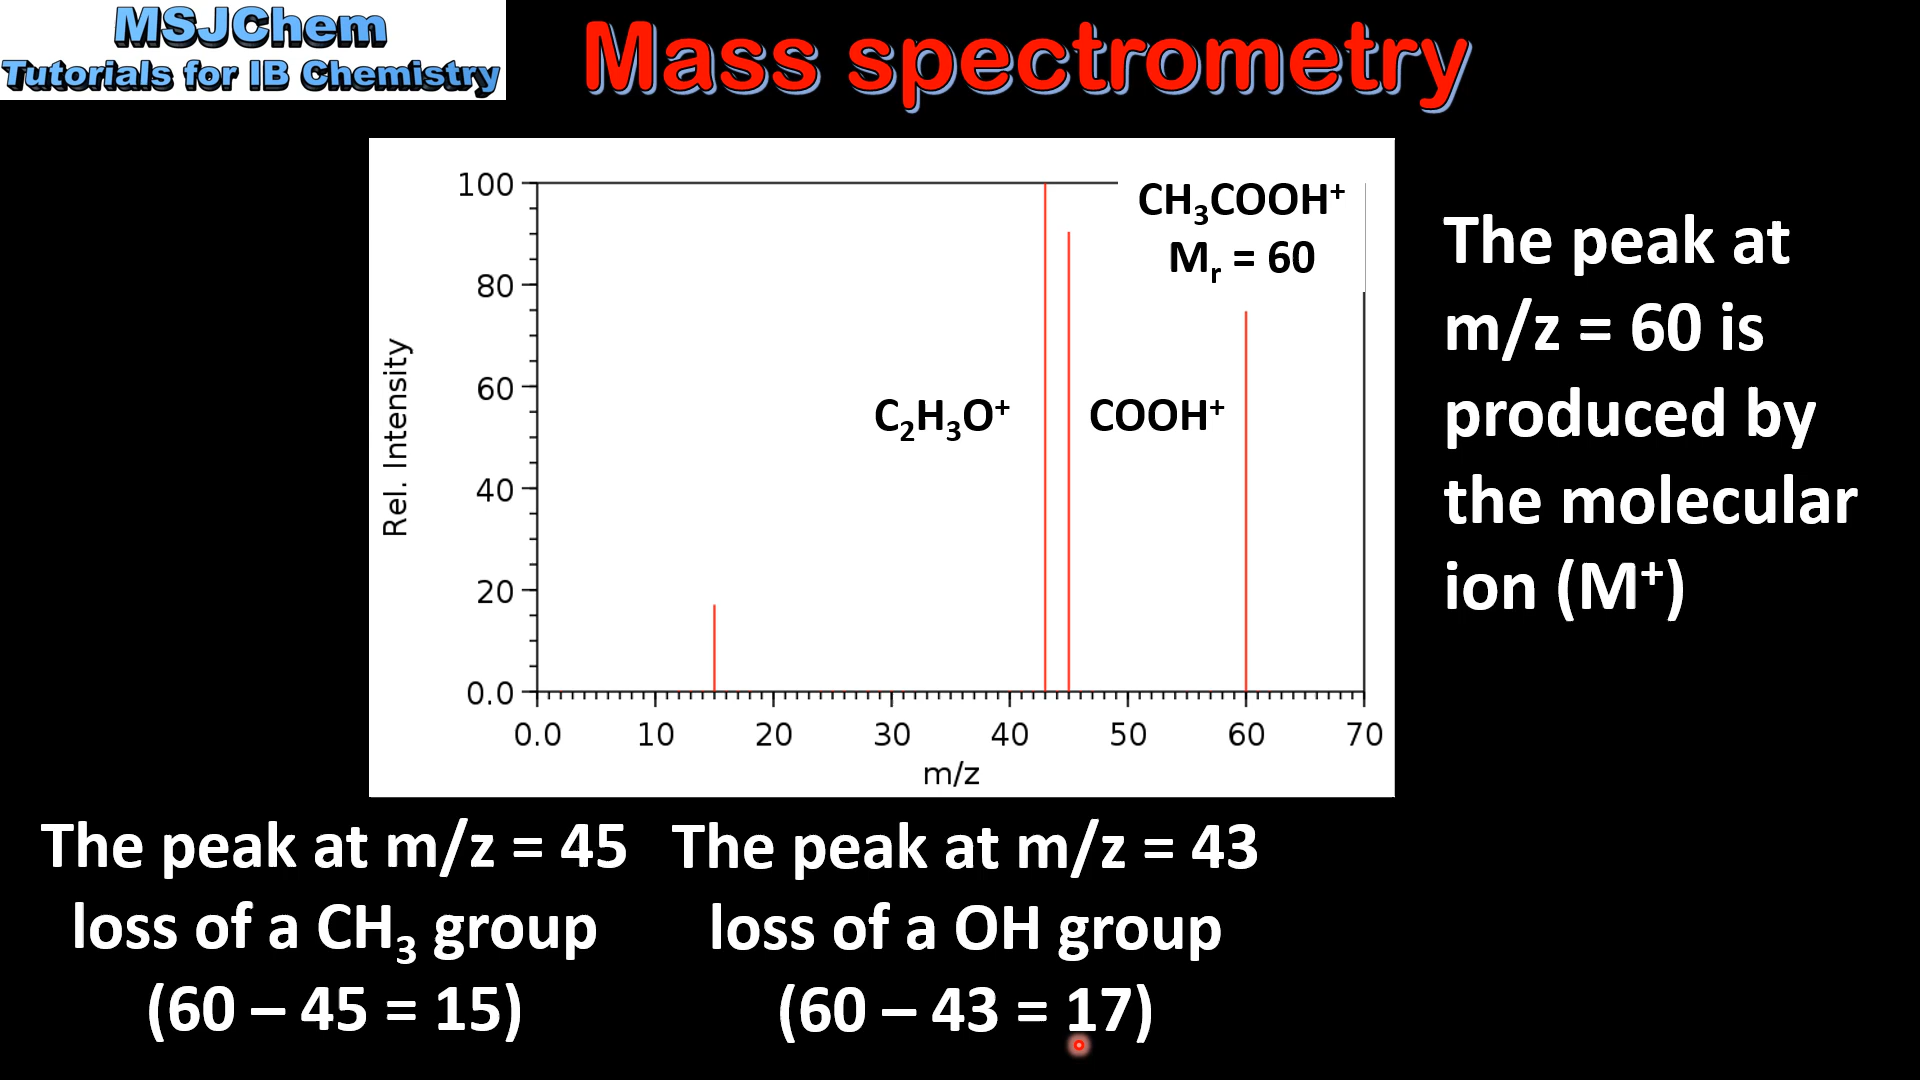 MSJChem
Tutorials for IB Chemistry
Mass spectrometry
100
80
60
40
20
0.0
Rel. Intensity
CH₃COOH⁺
Mᵣ = 60
C₂H₃O⁺
COOH⁺
0.0 10 20 30 40 50 60 70
m/z
The peak at
m/z = 60 is
produced by
the molecular
ion (M⁺)
The peak at m/z = 45
loss of a CH₃ group
(60 – 45 = 15)
The peak at m/z = 43
loss of a OH group
(60 – 43 = 17)